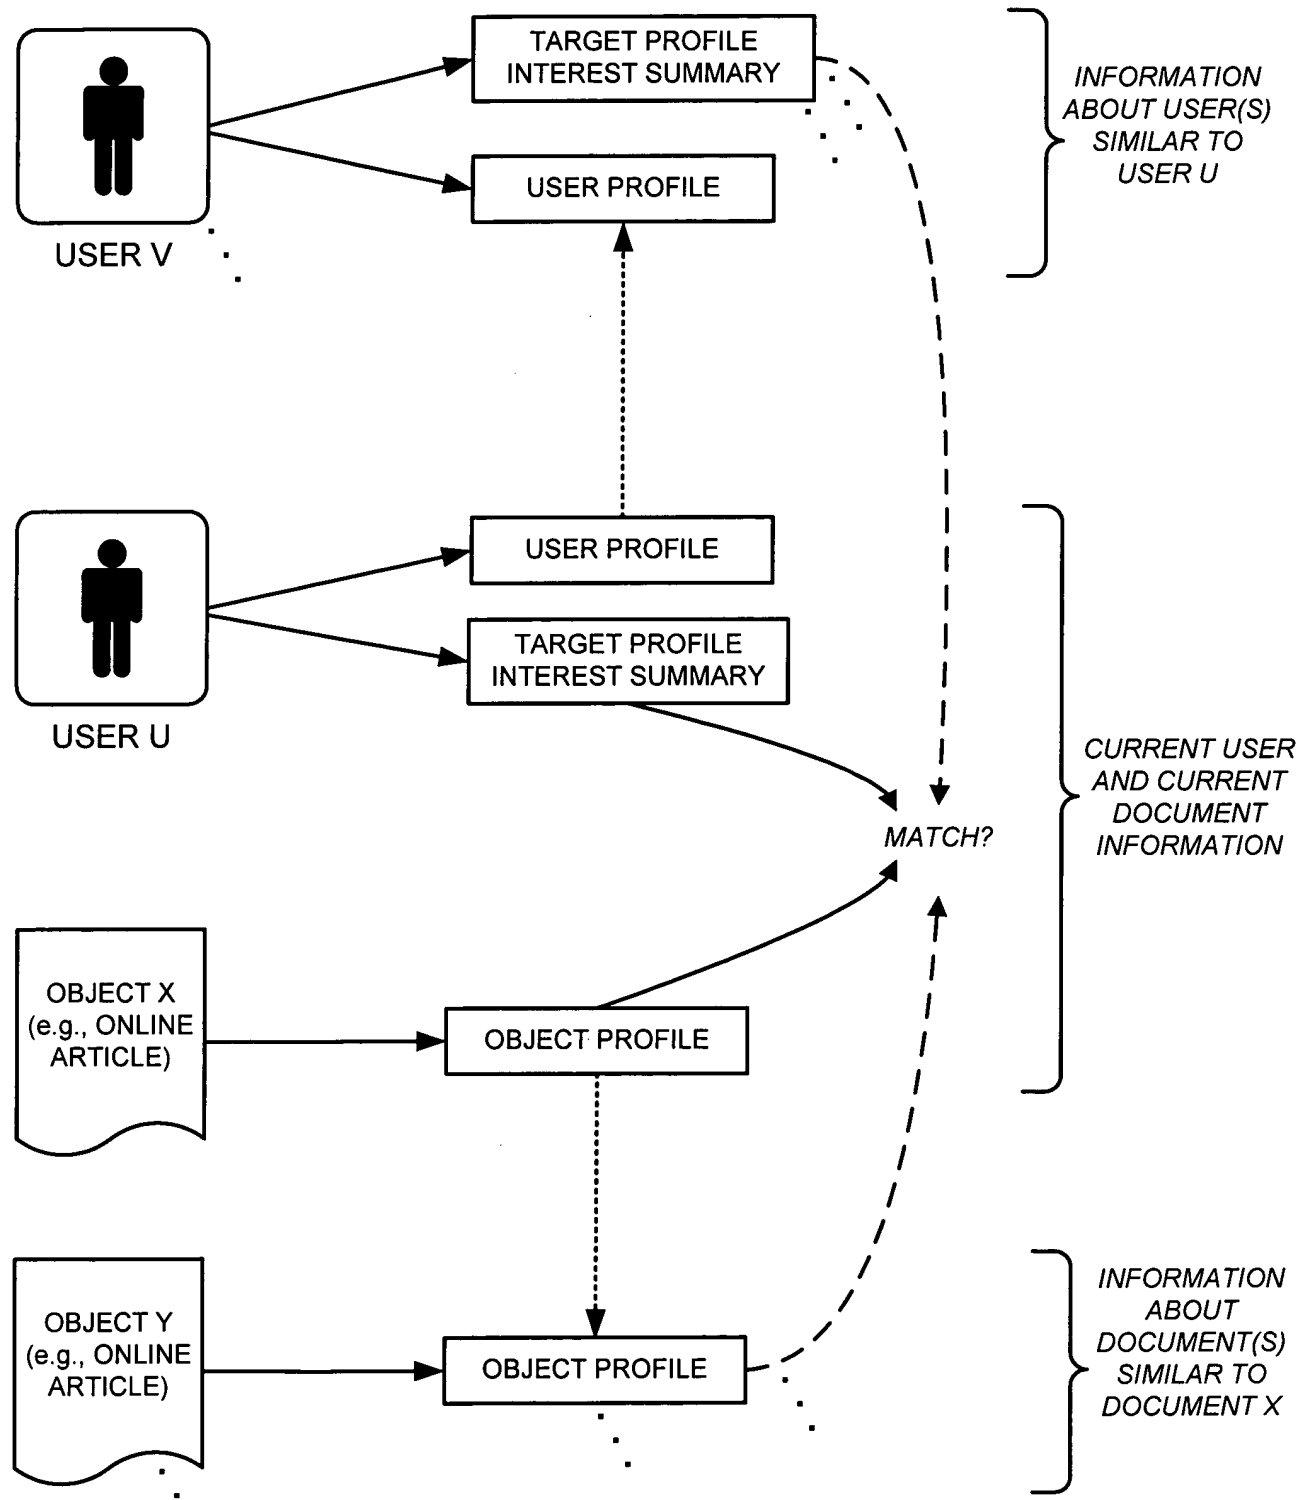 TARGET PROFILE
INTEREST SUMMARY
USER PROFILE
USER V
INFORMATION
ABOUT USER(S)
SIMILAR TO
USER U
USER PROFILE
TARGET PROFILE
INTEREST SUMMARY
USER U
MATCH?
CURRENT USER
AND CURRENT
DOCUMENT
INFORMATION
OBJECT X
(e.g., ONLINE
ARTICLE)
OBJECT PROFILE
OBJECT Y
(e.g., ONLINE
ARTICLE)
OBJECT PROFILE
INFORMATION
ABOUT
DOCUMENT(S)
SIMILAR TO
DOCUMENT X